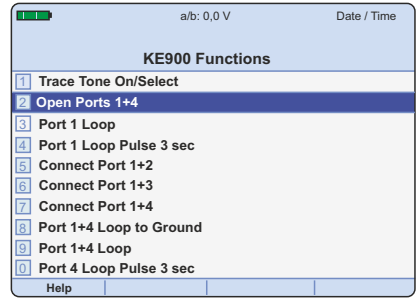 a/b: 0,0 V Date / Time
KE900 Functions
1 Trace Tone On/Select
2 Open Ports 1+4
3 Port 1 Loop
4 Port 1 Loop Pulse 3 sec
5 Connect Port 1+2
6 Connect Port 1+3
7 Connect Port 1+4
8 Port 1+4 Loop to Ground
9 Port 1+4 Loop
0 Port 4 Loop Pulse 3 sec
Help